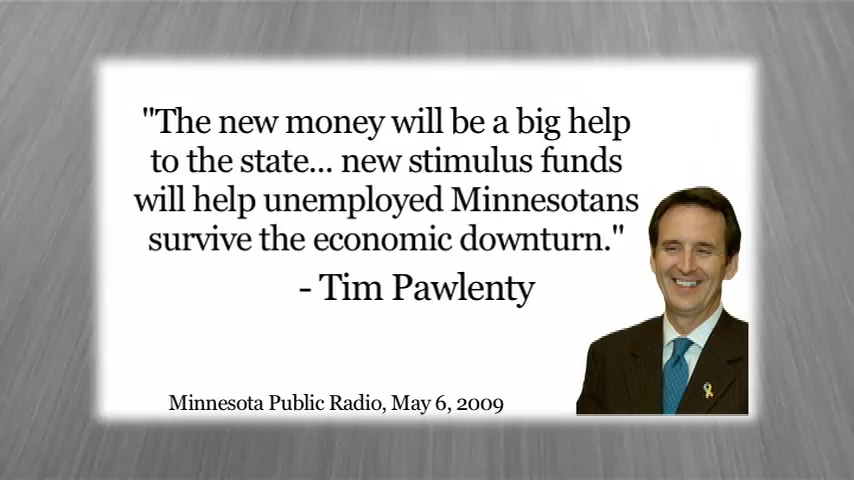 "The new money will be a big help
to the state... new stimulus funds
will help unemployed Minnesotans
survive the economic downturn."
- Tim Pawlenty
Minnesota Public Radio, May 6, 2009